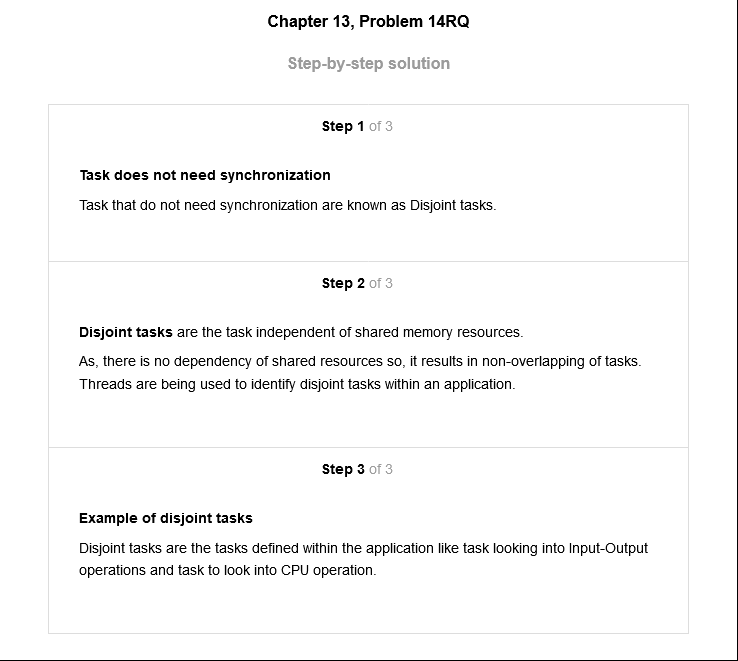 Chapter 13, Problem 14RQ
Step-by-step solution
Step 1 of 3
Task does not need synchronization
Task that do not need synchronization are known as Disjoint tasks.
Step 2 of 3
Disjoint tasks are the task independent of shared memory resources.
As, there is no dependency of shared resources so, it results in non-overlapping of tasks.
Threads are being used to identify disjoint tasks within an application.
Step 3 of 3
Example of disjoint tasks
Disjoint tasks are the tasks defined within the application like task looking into Input-Output
operations and task to look into CPU operation.